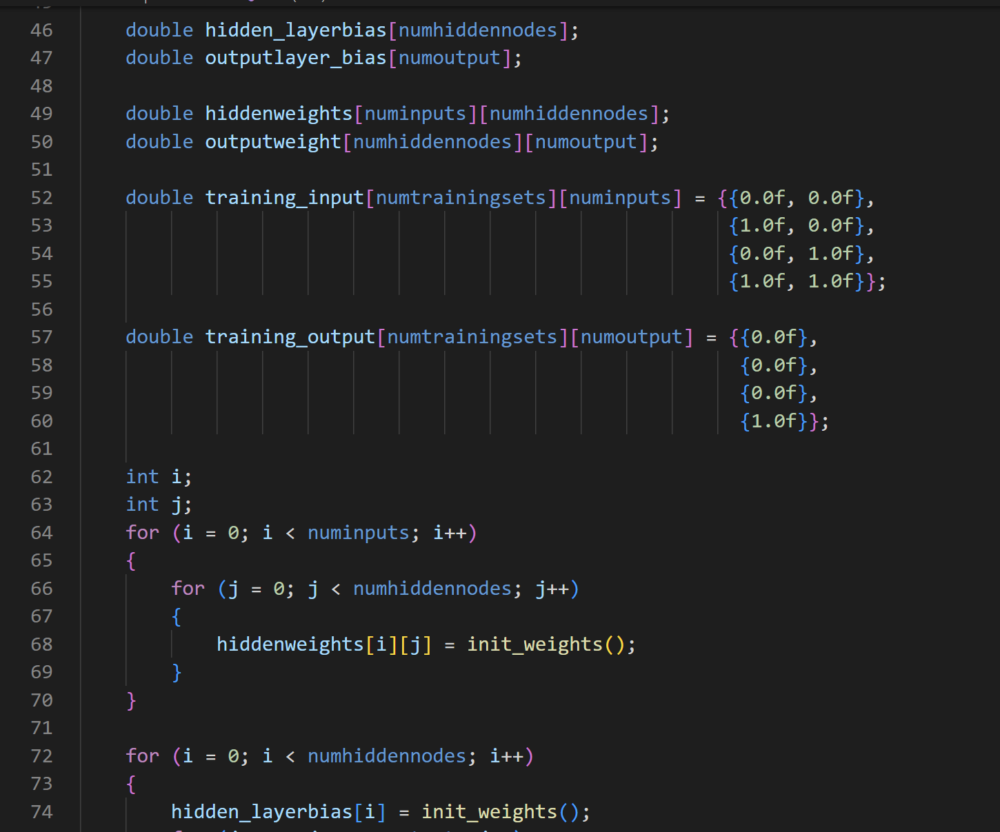 46 double hidden_layerbias[numhiddennodes];
47 double outputlayer_bias[numoutput];
48
49 double hiddenweights[numinputs][numhiddennodes];
50 double outputweight[numhiddennodes][numoutput];
51
52 double training_input[numtrainingsets][numinputs] = {{0.0f, 0.0f},
53 {1.0f, 0.0f},
54 {0.0f, 1.0f},
55 {1.0f, 1.0f}};
56
57 double training_output[numtrainingsets][numoutput] = {{0.0f},
58 {0.0f},
59 {0.0f},
60 {1.0f}};
61
62 int i;
63 int j;
64 for (i = 0; i < numinputs; i++)
65 {
66 for (j = 0; j < numhiddennodes; j++)
67 {
68 hiddenweights[i][j] = init_weights();
69 }
70 }
71
72 for (i = 0; i < numhiddennodes; i++)
73 {
74 hidden_layerbias[i] = init_weights();